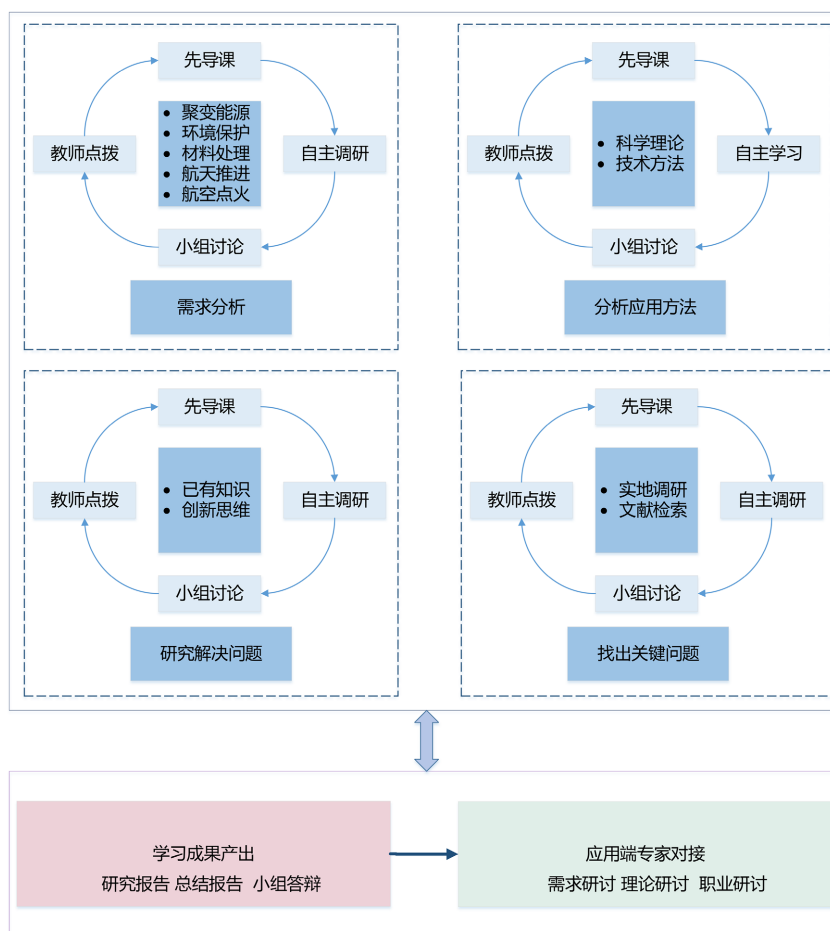 先导课
● 聚变能源
● 环境保护
● 材料处理
● 航天推进
● 航空点火
教师点拨
自主调研
小组讨论
需求分析
先导课
● 科学理论
● 技术方法
教师点拨
自主学习
小组讨论
分析应用方法
先导课
● 已有知识
● 创新思维
教师点拨
自主调研
小组讨论
研究解决问题
先导课
● 实地调研
● 文献检索
教师点拨
自主调研
小组讨论
找出关键问题
学习成果产出
研究报告 总结报告 小组答辩
应用端专家对接
需求研讨 理论研讨 职业研讨